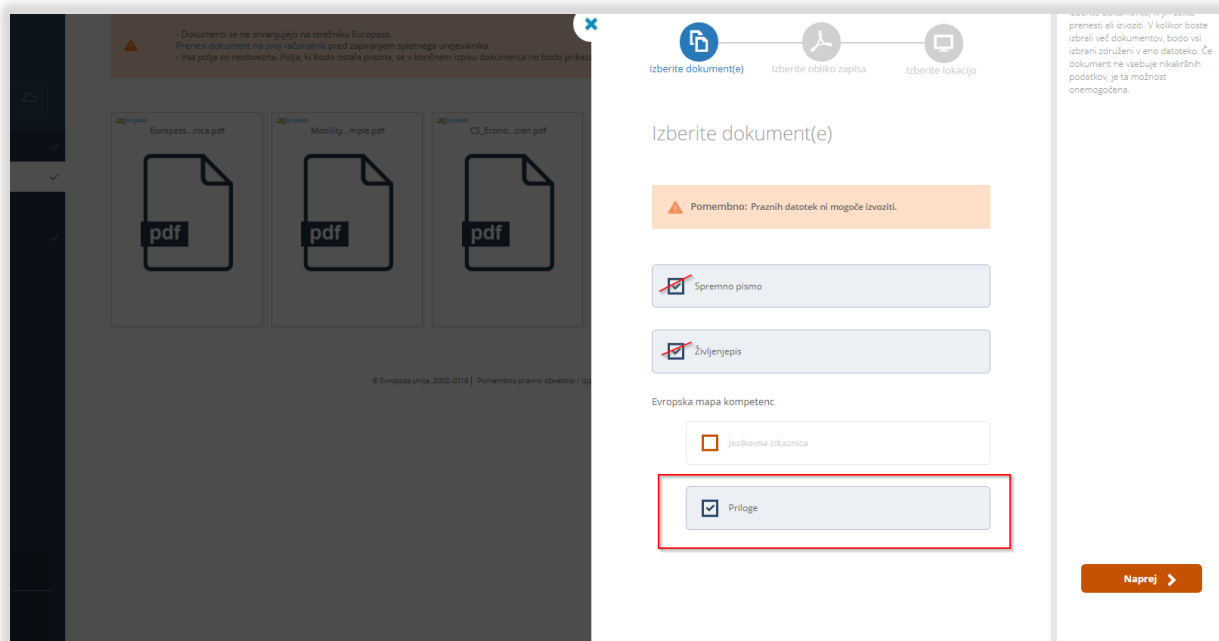 - Dokumenti se ne shranjujejo na strežniku Europass.
Prenesi dokument na svoj računalnik pred zapiranjem spletnega urejevalnika.
- Vsa polja so neobvezna. Polja, ki bodo ostala prazna, se v končnem izpisu dokumenta ne bodo prikaza
Europass...nica.pdf
Mobility...mple.pdf
CS_Econo...cian.pdf
pdf
pdf
pdf
© Evropska unija, 2002-2018 | Pomembno pravno obvestilo / Izja
Izberite dokument(e)
Izberite obliko zapisa
Izberite lokacijo
Izberite dokument(e)
Pomembno: Praznih datotek ni mogoče izvoziti.
Spremno pismo
Življenjepis
Evropska mapa kompetenc
Jezikovna izkaznica
Priloge
prenesti ali izvoziti. V kolikor boste
izbrali več dokumentov, bodo vsi
izbrani združeni v eno datoteko. Če
dokument ne vsebuje nikakršnih
podatkov, je ta možnost
onemogočena.
Naprej